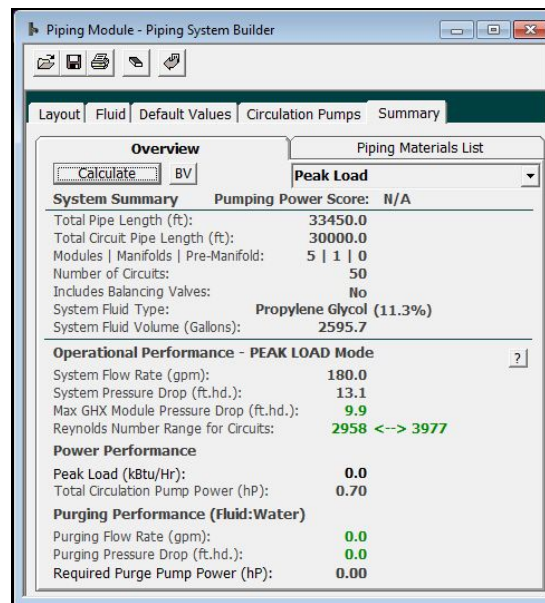 Piping Module - Piping System Builder
Layout Fluid Default Values Circulation Pumps Summary
Overview Piping Materials List
Calculate BV Peak Load
System Summary Pumping Power Score: N/A
Total Pipe Length (ft): 33450.0
Total Circuit Pipe Length (ft): 30000.0
Modules | Manifolds | Pre-Manifold: 5 | 1 | 0
Number of Circuits: 50
Includes Balancing Valves: No
System Fluid Type: Propylene Glycol (11.3%)
System Fluid Volume (Gallons): 2595.7
Operational Performance - PEAK LOAD Mode ?
System Flow Rate (gpm): 180.0
System Pressure Drop (ft.hd.): 13.1
Max GHX Module Pressure Drop (ft.hd.): 9.9
Reynolds Number Range for Circuits: 2958 <--> 3977
Power Performance
Peak Load (kBtu/Hr): 0.0
Total Circulation Pump Power (hP): 0.70
Purging Performance (Fluid:Water)
Purging Flow Rate (gpm): 0.0
Purging Pressure Drop (ft.hd.): 0.0
Required Purge Pump Power (hP): 0.00